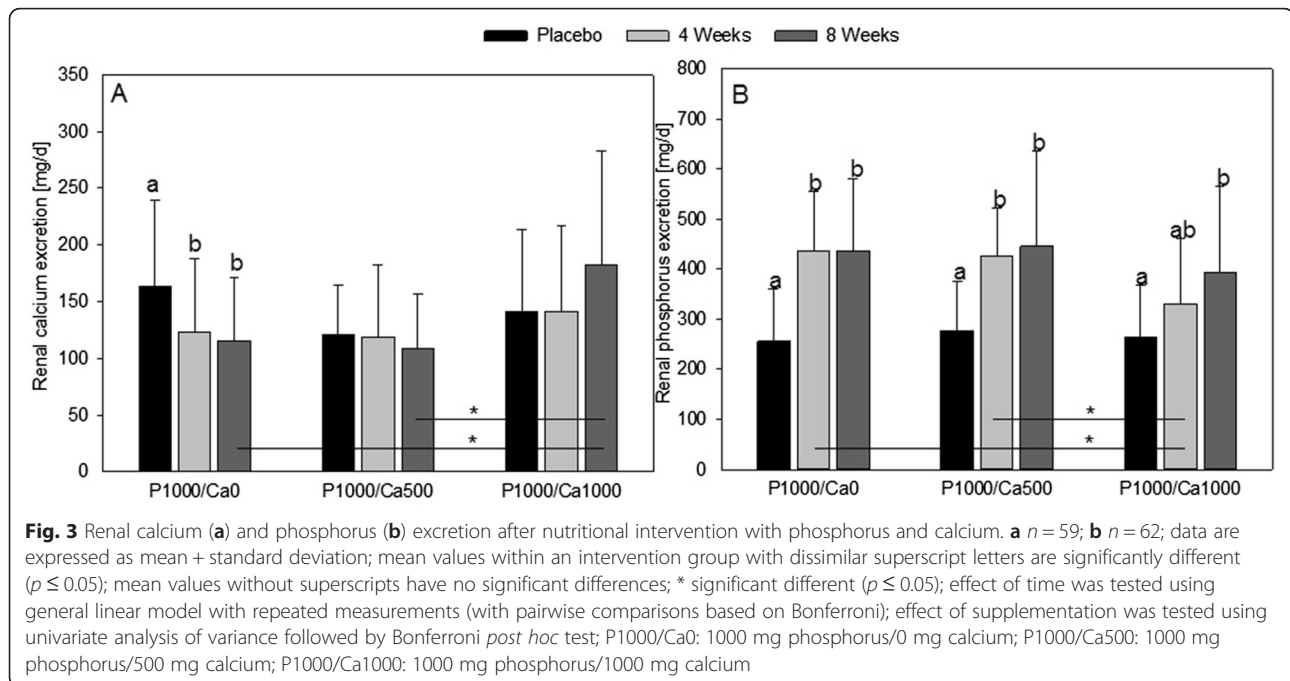 Placebo 4 Weeks 8 Weeks
A
Renal calcium excretion [mg/d]
350
300
250
200
150
100
50
0
a
b
b
*
*
P1000/Ca0 P1000/Ca500 P1000/Ca1000
B
Renal phosphorus excretion [mg/d]
800
700
600
500
400
300
200
100
0
a
b
b
a
b
b
a
ab
b
*
*
P1000/Ca0 P1000/Ca500 P1000/Ca1000
Fig. 3 Renal calcium (a) and phosphorus (b) excretion after nutritional intervention with phosphorus and calcium. a n = 59; b n = 62; data are
expressed as mean + standard deviation; mean values within an intervention group with dissimilar superscript letters are significantly different
(p ≤ 0.05); mean values without superscripts have no significant differences; * significant different (p ≤ 0.05); effect of time was tested using
general linear model with repeated measurements (with pairwise comparisons based on Bonferroni); effect of supplementation was tested using
univariate analysis of variance followed by Bonferroni post hoc test; P1000/Ca0: 1000 mg phosphorus/0 mg calcium; P1000/Ca500: 1000 mg
phosphorus/500 mg calcium; P1000/Ca1000: 1000 mg phosphorus/1000 mg calcium